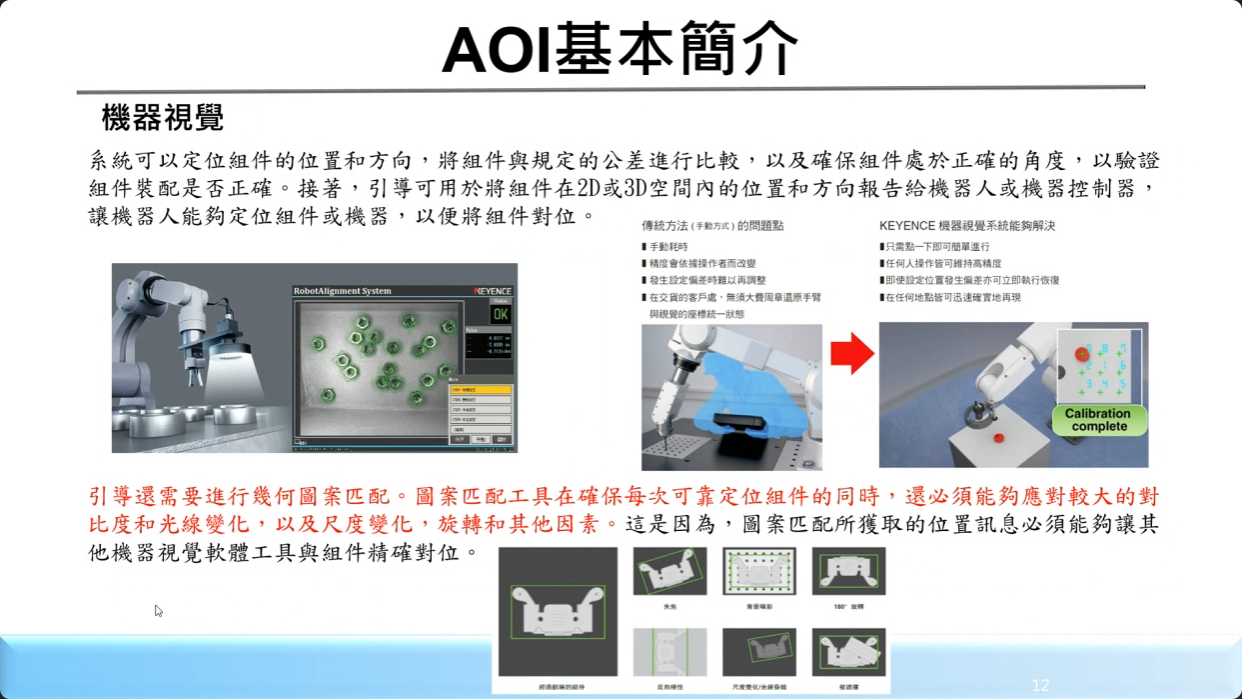 AOI基本簡介
機器視覺
系統可以定位組件的位置和方向，將組件與規定的公差進行比較，以及確保組件處於正確的角度，以驗證
組件裝配是否正確。接著，引導可用於將組件在2D或3D空間內的位置和方向報告給機器人或機器控制器，
讓機器人能夠定位組件或機器，以便將組件對位。
傳統方法 ( 手動方式 ) 的問題點
手動耗時
精度會依據操作者而改變
發生設定偏差時難以再調整
在交貨的客戶處，無須大費周章還原手臂
與視覺的座標統一狀態
KEYENCE 機器視覺系統能夠解決
只需點一下即可簡單進行
任何人操作皆可維持高精度
即使設定位置發生偏差亦可立即執行恢復
在任何地點皆可迅速確實地再現
RobotAlignment System
KEYENCE
OK
Calibration
complete
引導還需要進行幾何圖案匹配。圖案匹配工具在確保每次可靠定位組件的同時，還必須能夠應對較大的對
比度和光線變化，以及尺度變化，旋轉和其他因素。這是因為，圖案匹配所獲取的位置訊息必須能夠讓其
他機器視覺軟體工具與組件精確對位。
失焦
180° 旋轉
經過訓練的組件
反向極性
尺度變化/光線昏暗
被遮擋
12